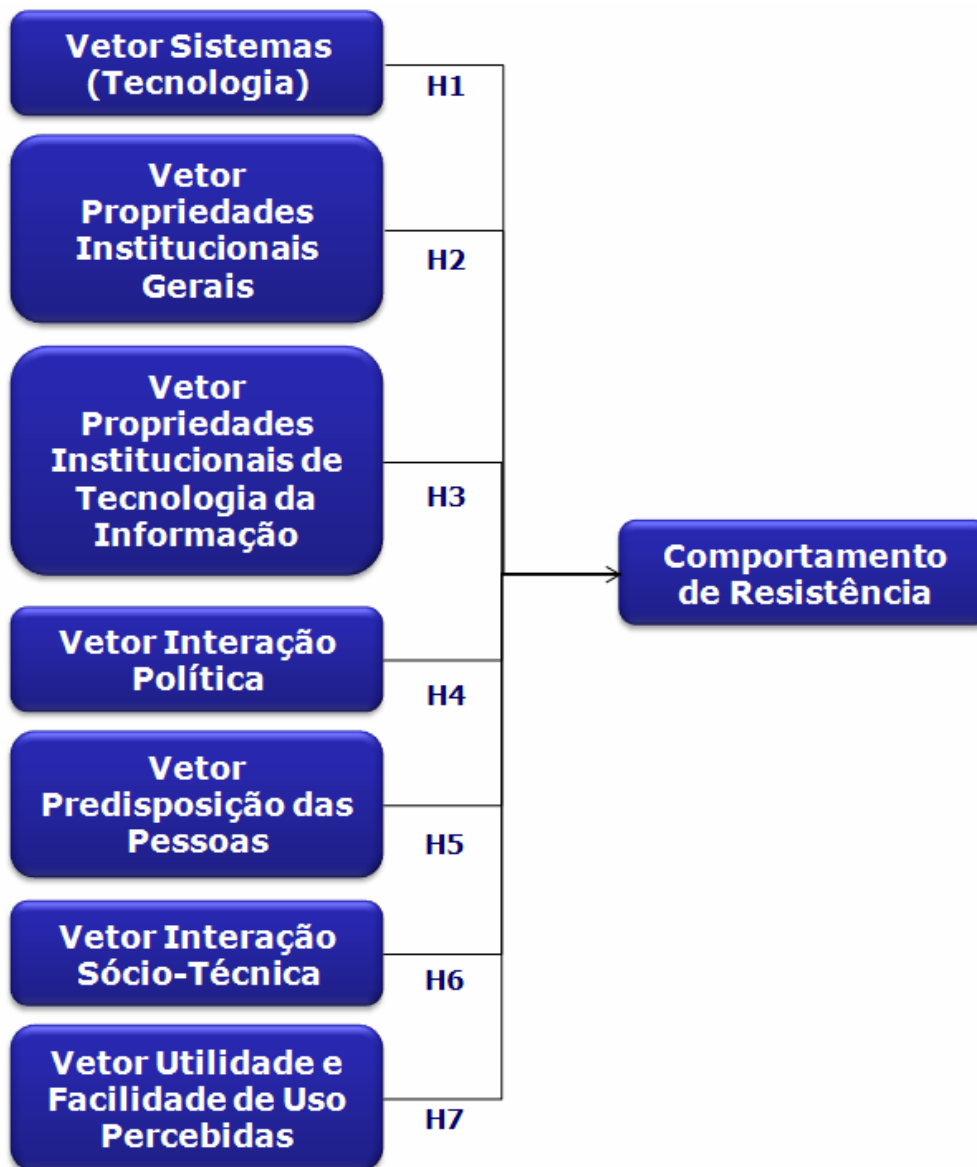 Vetor Sistemas
(Tecnologia)
H1
Vetor
Propriedades
Institucionais
Gerais
H2
Vetor
Propriedades
Institucionais de
Tecnologia da
Informação
H3
Comportamento
de Resistência
Vetor Interação
Política
H4
Vetor
Predisposição das
Pessoas
H5
Vetor Interação
Sócio-Técnica
H6
Vetor Utilidade e
Facilidade de Uso
Percebidas
H7